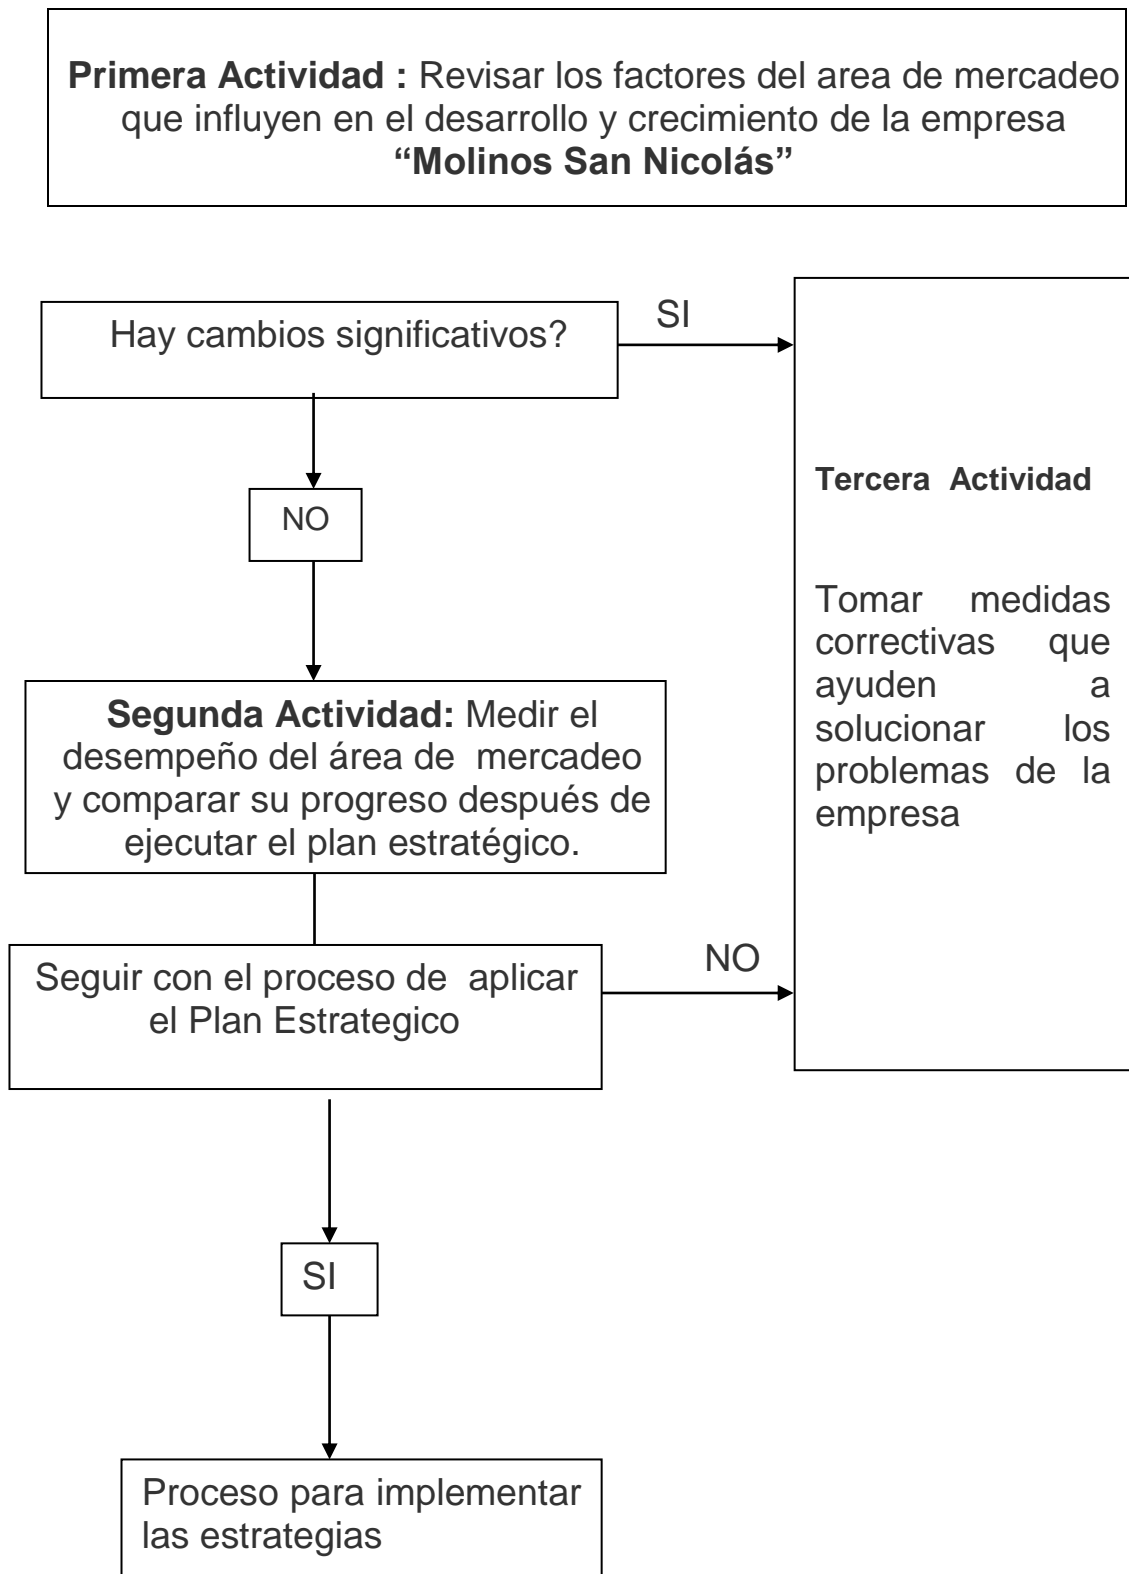 Primera Actividad : Revisar los factores del area de mercadeo
que influyen en el desarrollo y crecimiento de la empresa
“Molinos San Nicolás”
Hay cambios significativos?
SI
NO
Tercera Actividad
Tomar medidas
correctivas que
ayuden a
solucionar los
problemas de la
empresa
Segunda Actividad: Medir el
desempeño del área de mercadeo
y comparar su progreso después de
ejecutar el plan estratégico.
Seguir con el proceso de aplicar
el Plan Estrategico
NO
SI
Proceso para implementar
las estrategias